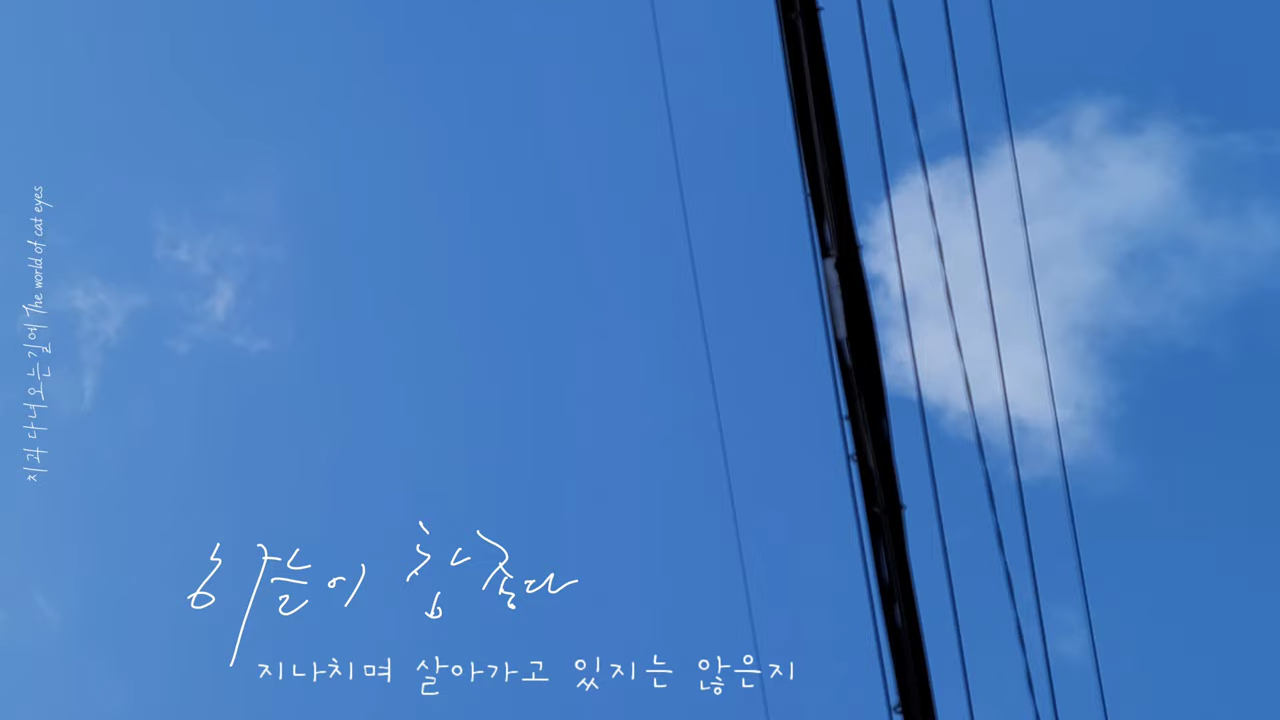 치과 다녀오는길에 The world of cat eyes
하늘이 참 좋다
지나치며 살아가고 있지는 않은지